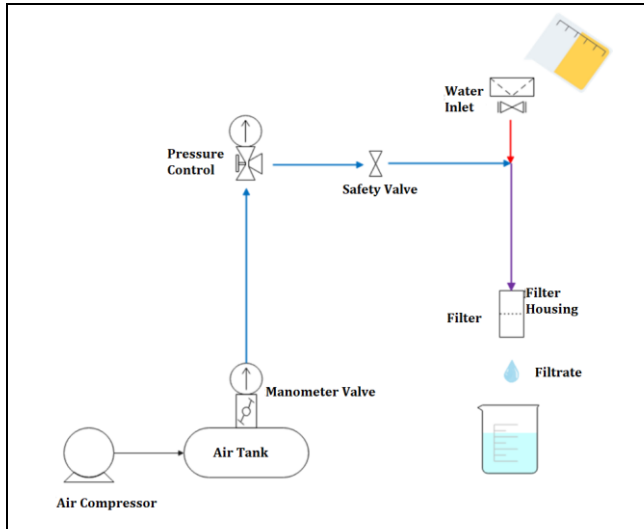 Water
Inlet
Pressure
Control
Safety Valve
Filter
Housing
Filter
Filtrate
Manometer Valve
Air Tank
Air Compressor